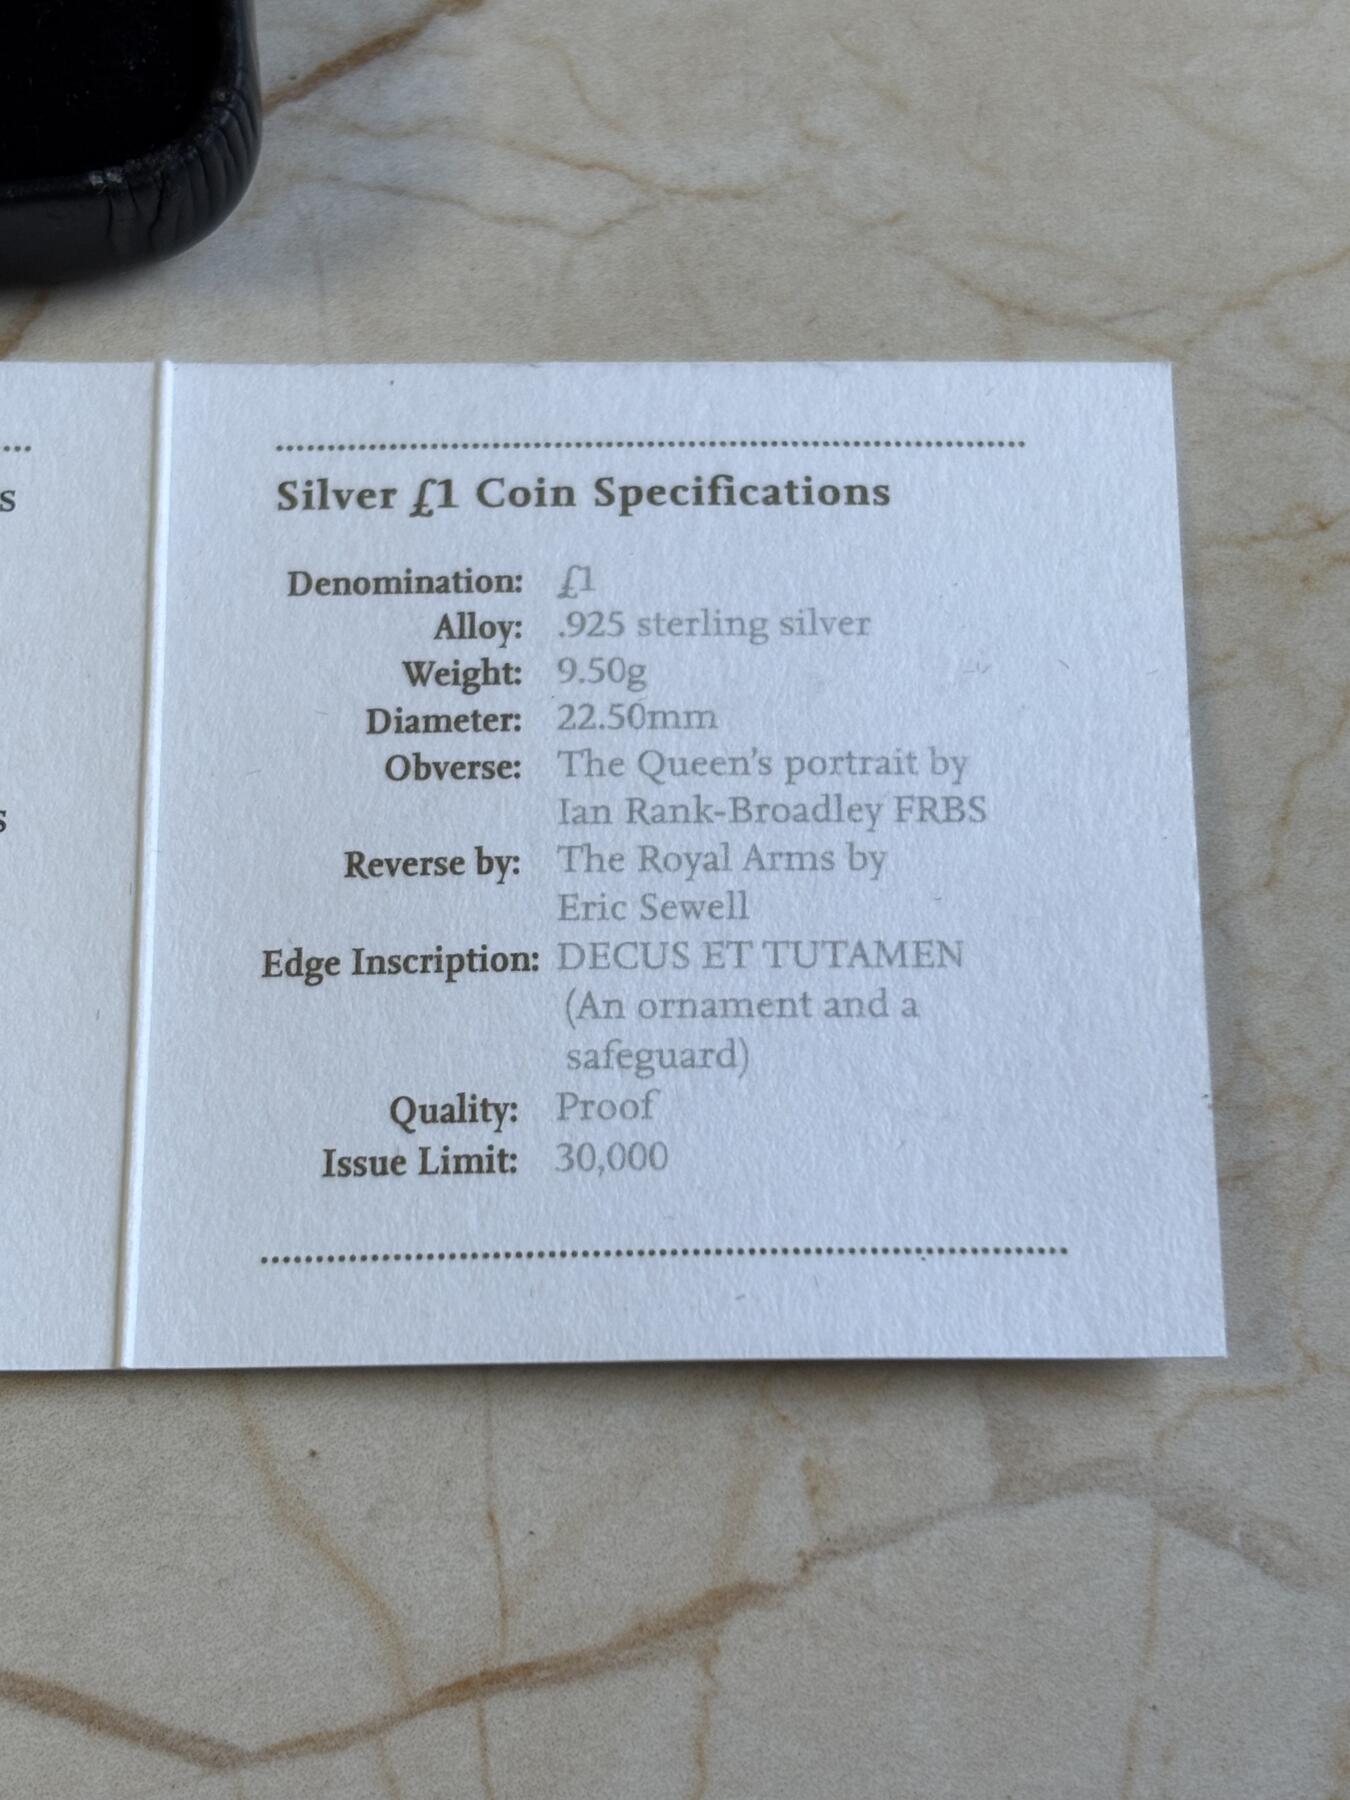 Silver £1 Coin Specifications
Denomination: £1
Alloy: .925 sterling silver
Weight: 9.50g
Diameter: 22.50mm
Obverse: The Queen's portrait by
Ian Rank-Broadley FRBS
Reverse by: The Royal Arms by
Eric Sewell
Edge Inscription: DECUS ET TUTAMEN
(An ornament and a
safeguard)
Quality: Proof
Issue Limit: 30,000